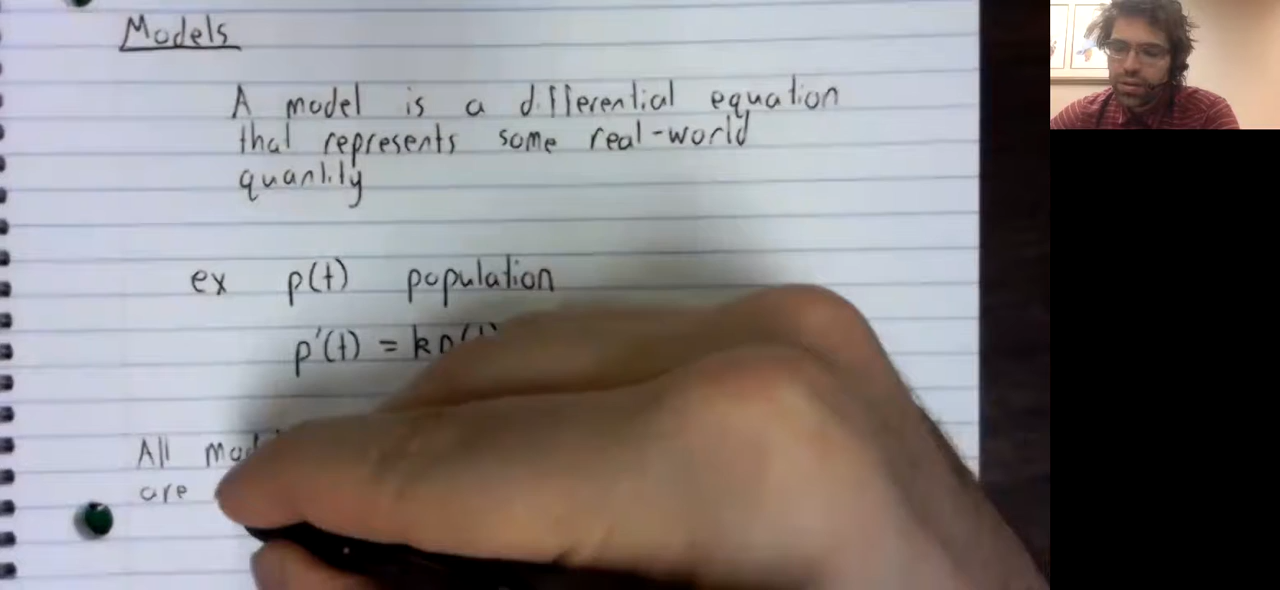 Models
A model is a differential equation
that represents some real-world
quantity
ex p(t) population
p'(t) = k
All
are